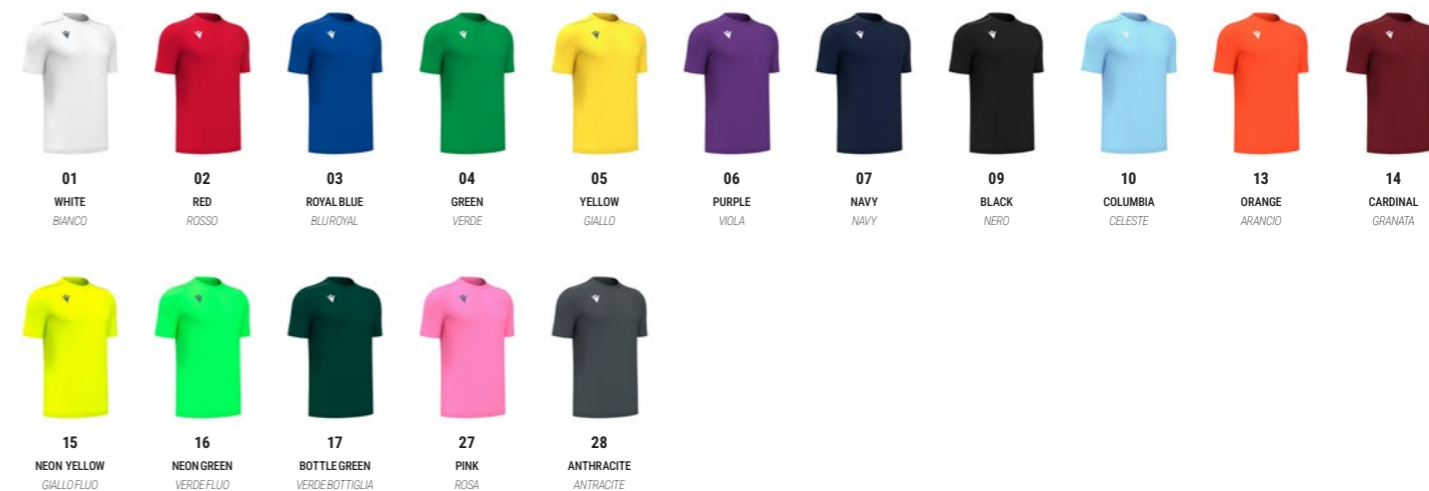 01 02 03 04 05 06 07 09 10 13 14
WHITE RED ROYAL BLUE GREEN YELLOW PURPLE NAVY BLACK COLUMBIA ORANGE CARDINAL
BIANCO ROSSO BLU ROYAL VERDE GIALLO VIOLA NAVY NERO CELESTE ARANCIO GRANATA
15 16 17 27 28
NEON YELLOW NEON GREEN BOTTLE GREEN PINK ANTHRACITE
GIALLO FLUO VERDE FLUO VERDE BOTTIGLIA ROSA ANTRACITE